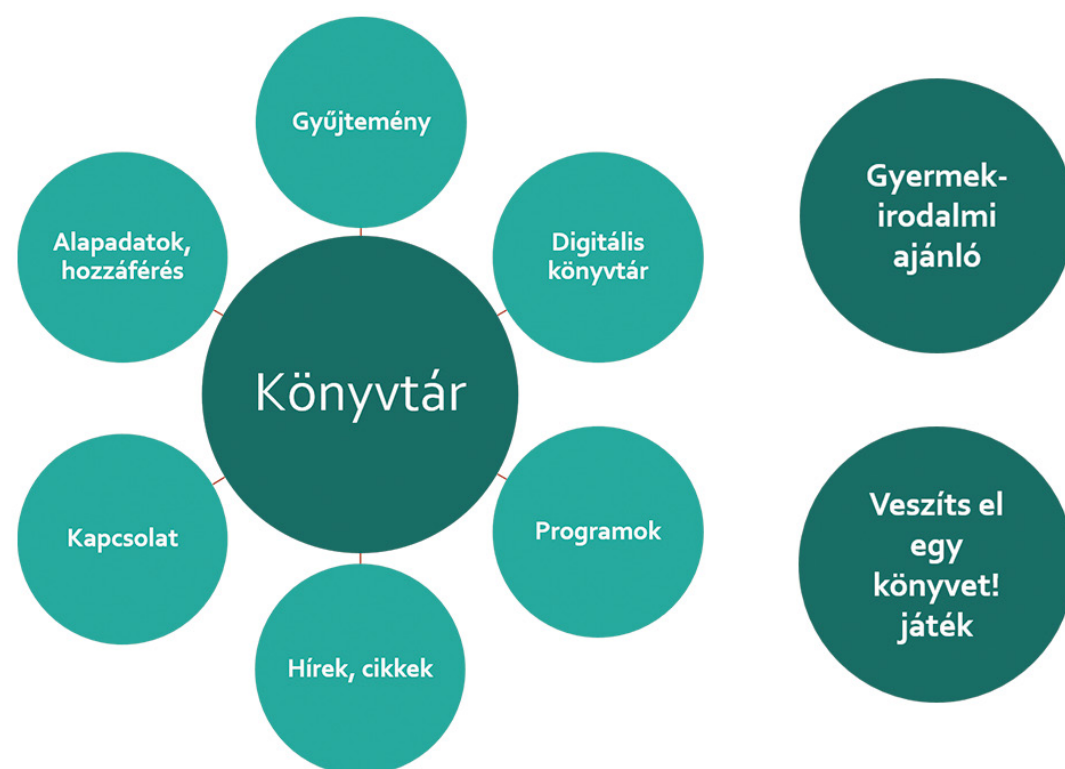 Gyűjtemény
Alapadatok,
hozzáférés
Digitális
könyvtár
Könyvtár
Kapcsolat
Programok
Hírek, cikkek
Gyermek-
irodalmi
ajánló
Veszíts el
egy
könyvet!
játék